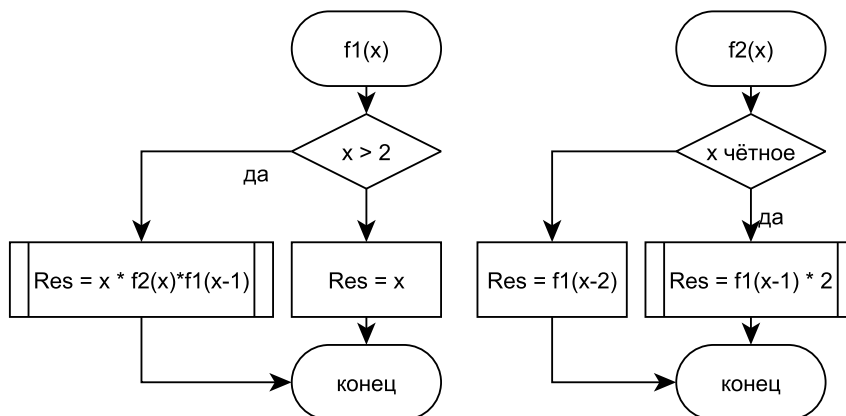 f1(x)
x > 2
да
Res = x * f2(x)*f1(x-1)
Res = x
конец
f2(x)
x чётное
да
Res = f1(x-2)
Res = f1(x-1) * 2
конец